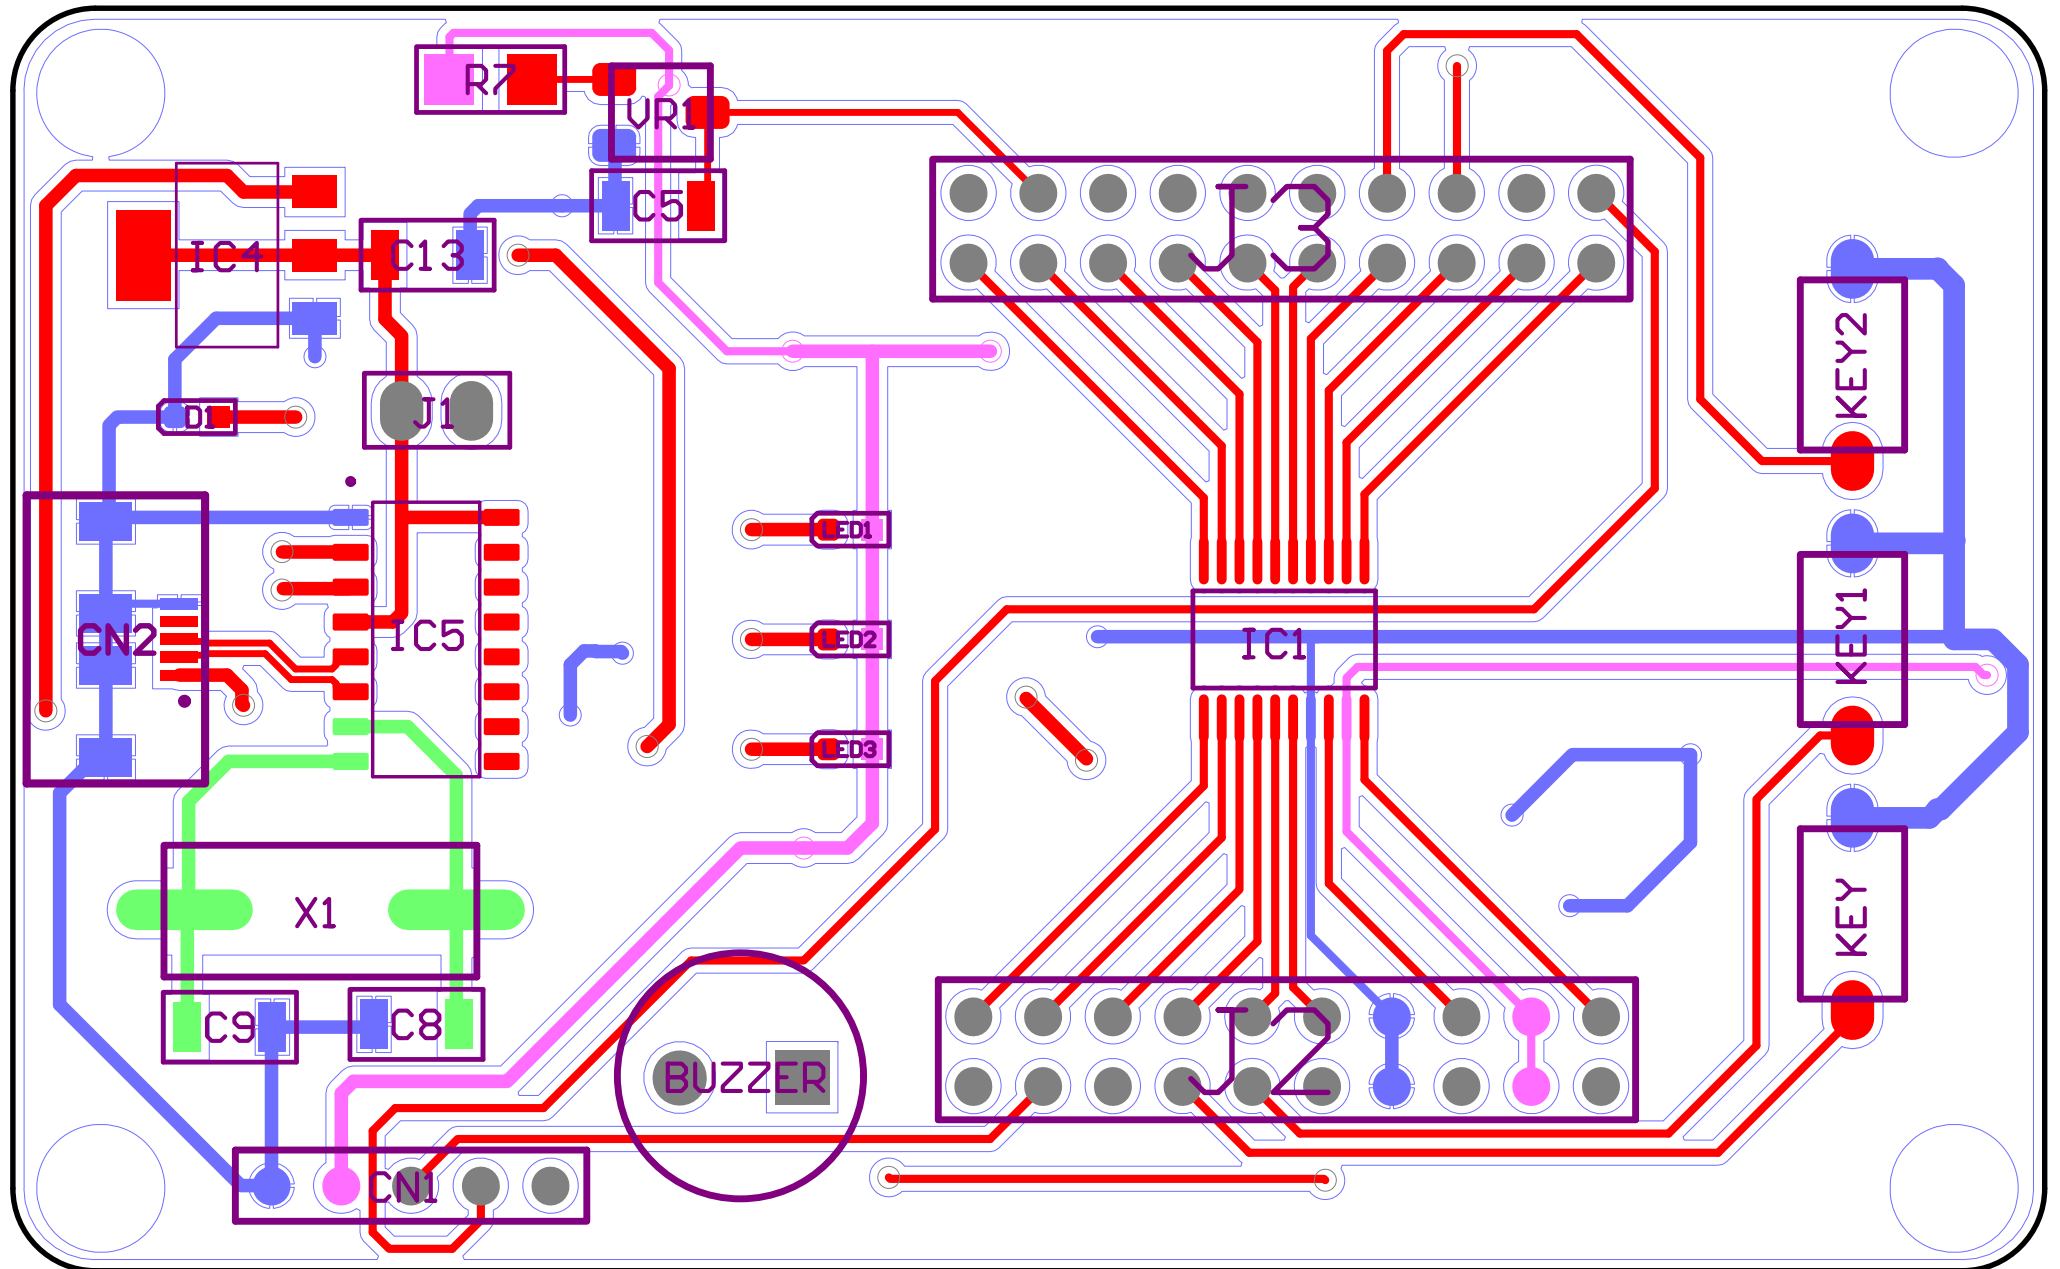 R7
VR1
C5
IC4
C13
J3
KEY2
D1
J1
LED1
CN2
IC5
LED2
IC1
KEY1
LED3
X1
KEY
C9
C8
BUZZER
J2
CN1